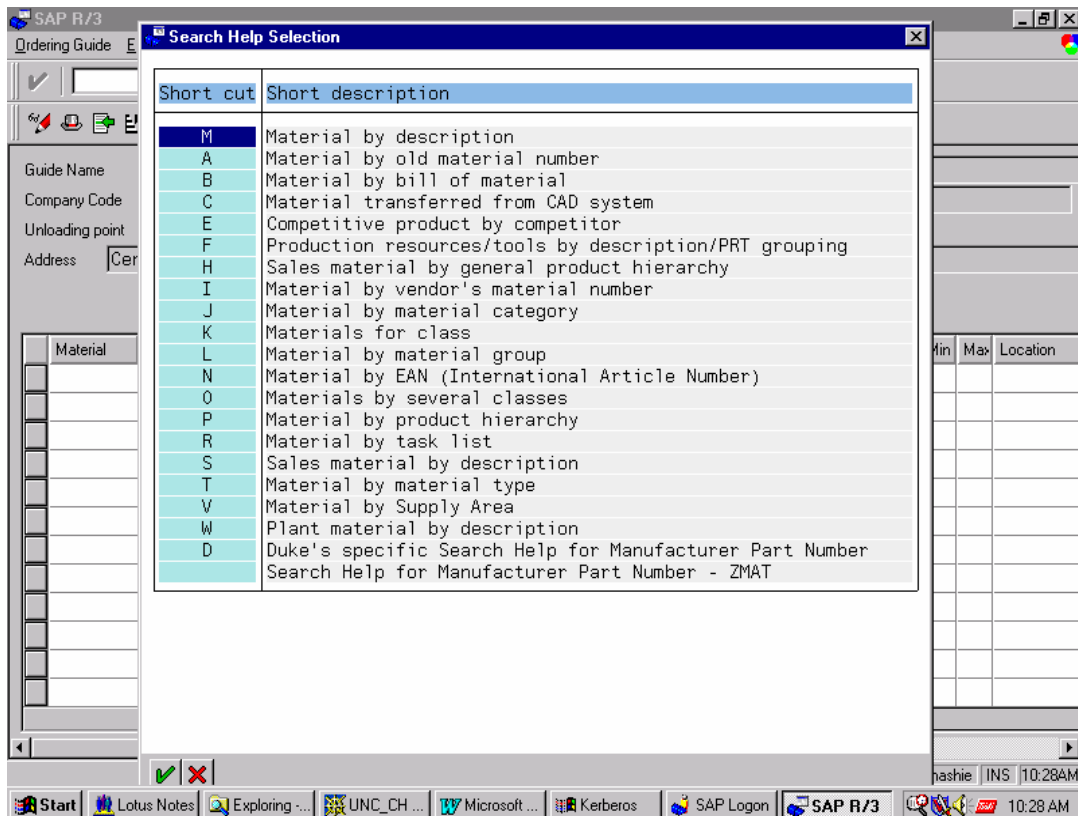 SAP R/3
Ordering Guide E
Search Help Selection
Short cut Short description
M Material by description
A Material by old material number
B Material by bill of material
C Material transferred from CAD system
E Competitive product by competitor
F Production resources/tools by description/PRT grouping
H Sales material by general product hierarchy
I Material by vendor's material number
J Material by material category
K Materials for class
L Material by material group
N Material by EAN (International Article Number)
O Materials by several classes
P Material by product hierarchy
R Material by task list
S Sales material by description
T Material by material type
V Material by Supply Area
W Plant material by description
D Duke's specific Search Help for Manufacturer Part Number
Search Help for Manufacturer Part Number - ZMAT
Guide Name
Company Code
Unloading point
Address Cer
Material Min Max Location
nashie INS 10:28AM
Start Lotus Notes Exploring -... UNC_CH ... Microsoft ... Kerberos SAP Logon SAP R/3 10:28 AM